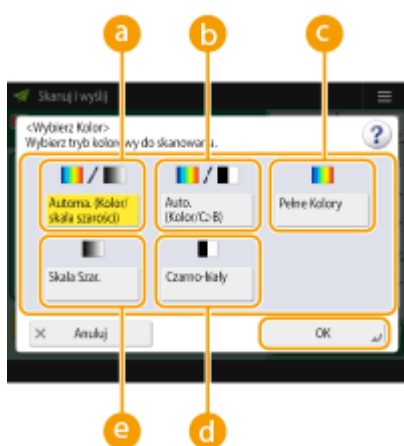 a b c
Skanuj i wyślij
<Wybierz Kolor>
Wybierz tryb kolorowy do skanowania.
?
Automa. (Kolor/
skala szarości)
Auto.
(Kolor/Cz-B)
Pełne Kolory
Skala Szar.
Czarno-biały
Anuluj
OK
e d